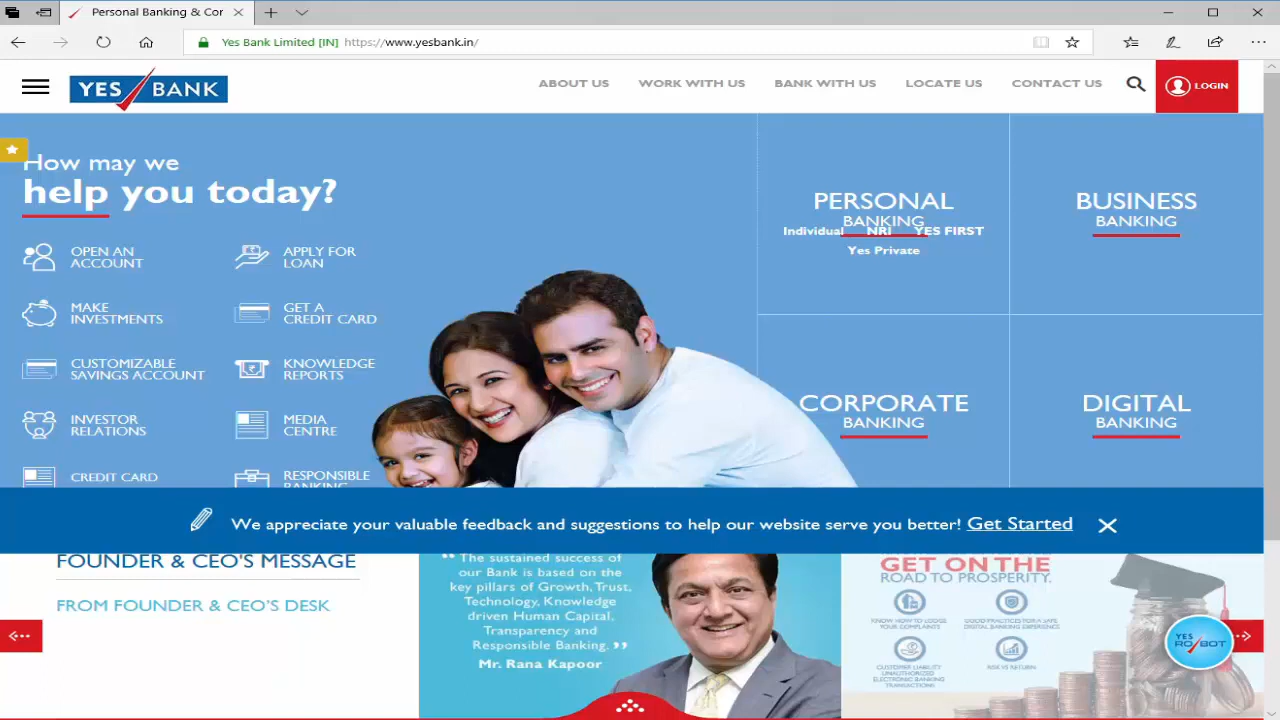 Personal Banking & Cor
Yes Bank Limited [IN] https://www.yesbank.in/
YES BANK
ABOUT US
WORK WITH US
BANK WITH US
LOCATE US
CONTACT US
LOGIN
How may we
help you today?
OPEN AN
ACCOUNT
APPLY FOR
LOAN
MAKE
INVESTMENTS
GET A
CREDIT CARD
CUSTOMIZABLE
SAVINGS ACCOUNT
KNOWLEDGE
REPORTS
INVESTOR
RELATIONS
MEDIA
CENTRE
CREDIT CARD
RESPONSIBLE
BANKING
PERSONAL
BANKING
Individual NRI YES FIRST
Yes Private
BUSINESS
BANKING
CORPORATE
BANKING
DIGITAL
BANKING
We appreciate your valuable feedback and suggestions to help our website serve you better! Get Started
FOUNDER & CEO'S MESSAGE
FROM FOUNDER & CEO'S DESK
“ The sustained success of
our Bank is based on the
key pillars of Growth, Trust,
Technology, Knowledge
driven Human Capital,
Transparency and
Responsible Banking. ”
Mr. Rana Kapoor
GET ON THE
ROAD TO PROSPERITY.
KNOW HOW TO LODGE
YOUR COMPLAINTS
GOOD PRACTICES FOR A SAFE
DIGITAL BANKING EXPERIENCE
CUSTOMER LIABILITY
UNAUTHORIZED
ELECTRONIC BANKING
TRANSACTIONS
RISK VS RETURN
YES
ROBOT